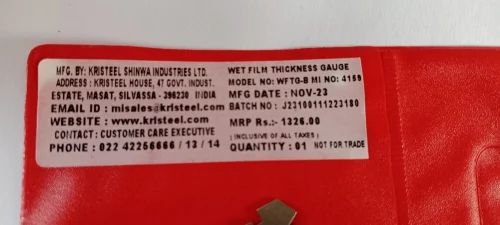 MFG. BY: KRISTEEL SHINWA INDUSTRIES LTD.
ADDRESS : KRISTEEL HOUSE, 47 GOVT. INDUST.
ESTATE, MASAT, SILVASSA - 396230 INDIA
EMAIL ID : misales@kristeel.com
WEBSITE : www.kristeel.com
CONTACT: CUSTOMER CARE EXECUTIVE
PHONE : 022 42256666 / 13 / 14
WET FILM THICKNESS GAUGE
MODEL NO: WFTG-B MI NO: 4159
MFG DATE : NOV-23
BATCH NO : J23100111223180
MRP Rs:- 1326.00
(INCLUSIVE OF ALL TAXES)
QUANTITY : 01 NOT FOR TRADE